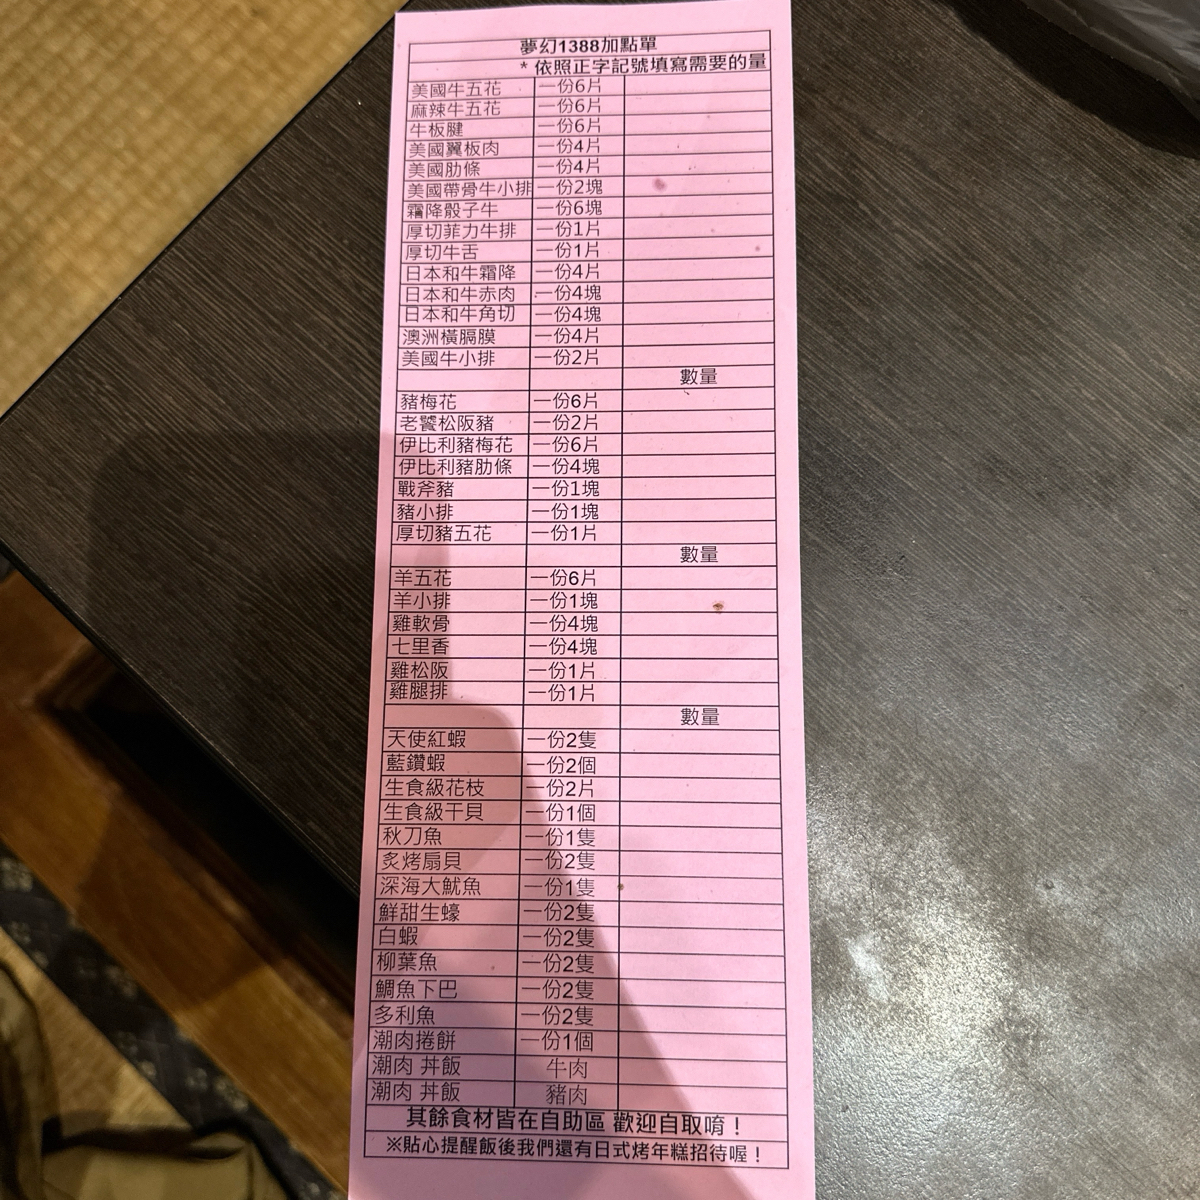 夢幻1388加點單
* 依照正字記號填寫需要的量
美國牛五花 一份6片
麻辣牛五花 一份6片
牛板腱 一份6片
美國翼板肉 一份4片
美國肋條 一份4片
美國帶骨牛小排 一份2塊
霜降骰子牛 一份6塊
厚切菲力牛排 一份1片
厚切牛舌 一份1片
日本和牛霜降 一份4片
日本和牛赤肉 一份4塊
日本和牛角切 一份4塊
澳洲橫膈膜 一份4片
美國牛小排 一份2片
數量
豬梅花 一份6片
老饕松阪豬 一份2片
伊比利豬梅花 一份6片
伊比利豬肋條 一份4塊
戰斧豬 一份1塊
豬小排 一份1塊
厚切豬五花 一份1片
數量
羊五花 一份6片
羊小排 一份1塊
雞軟骨 一份4塊
七里香 一份4塊
雞松阪 一份1片
雞腿排 一份1片
數量
天使紅蝦 一份2隻
藍鑽蝦 一份2個
生食級花枝 一份2片
生食級干貝 一份1個
秋刀魚 一份1隻
炙烤扇貝 一份2隻
深海大魷魚 一份1隻
鮮甜生蠔 一份2隻
白蝦 一份2隻
柳葉魚 一份2隻
鯛魚下巴 一份2隻
多利魚 一份2隻
潮肉捲餅 一份1個
潮肉 丼飯 牛肉
潮肉 丼飯 豬肉
其餘食材皆在自助區 歡迎自取唷！
※貼心提醒飯後我們還有日式烤年糕招待喔！